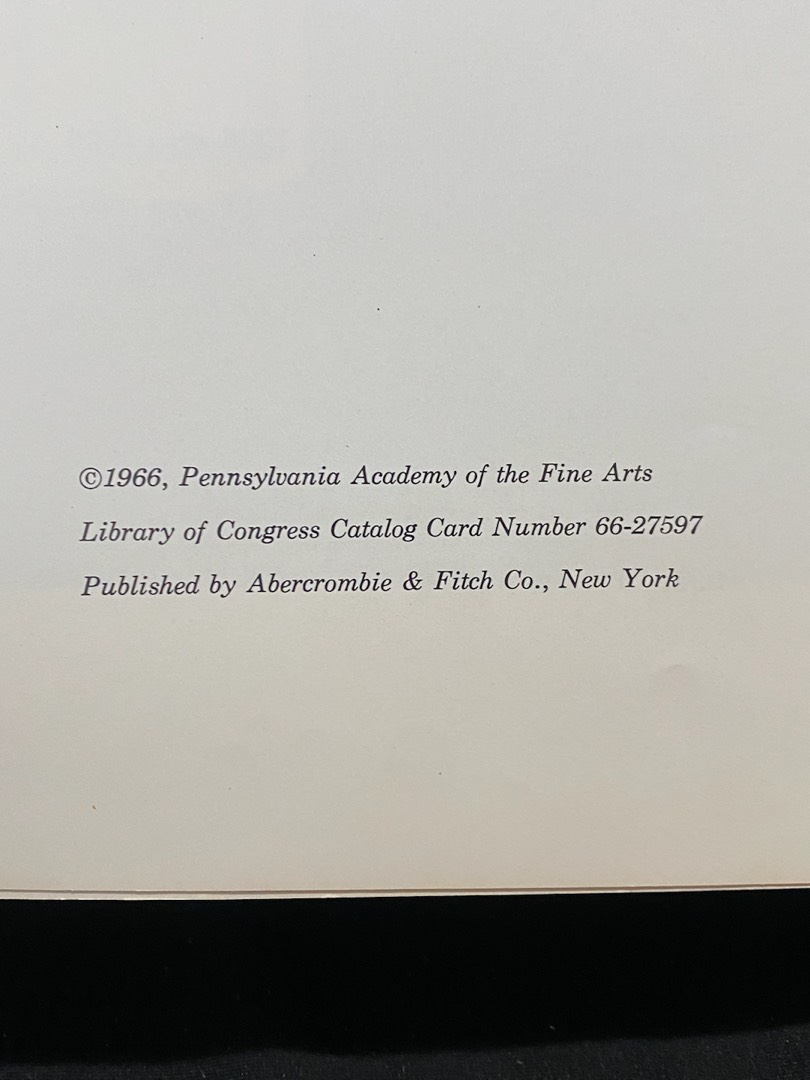 ©1966, Pennsylvania Academy of the Fine Arts
Library of Congress Catalog Card Number 66-27597
Published by Abercrombie & Fitch Co., New York